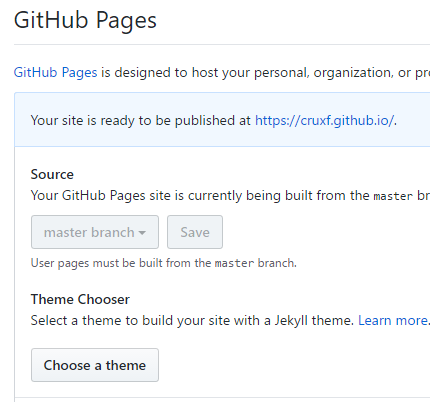 GitHub Pages
GitHub Pages is designed to host your personal, organization, or pro
Your site is ready to be published at https://cruxf.github.io/.
Source
Your GitHub Pages site is currently being built from the master br
master branch
Save
User pages must be built from the master branch.
Theme Chooser
Select a theme to build your site with a Jekyll theme. Learn more.
Choose a theme